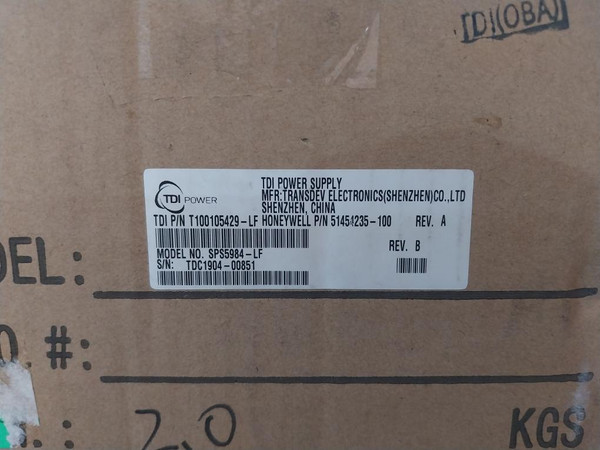 [D](OBA)
TDI POWER
TDI POWER SUPPLY
MFR:TRANSDEV ELECTRONICS(SHENZHEN)CO.,LTD
SHENZHEN, CHINA
TDI P/N T100105429-LF HONEYWELL P/N 51454235-100 REV. A
REV. B
MODEL NO. SPS5984-LF
S/N: TDC1904-00851
DEL:
O. #:
.: 2.0 KGS